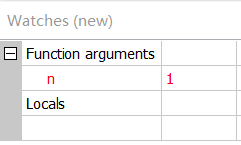 Watches (new)
Function arguments
n 1
Locals